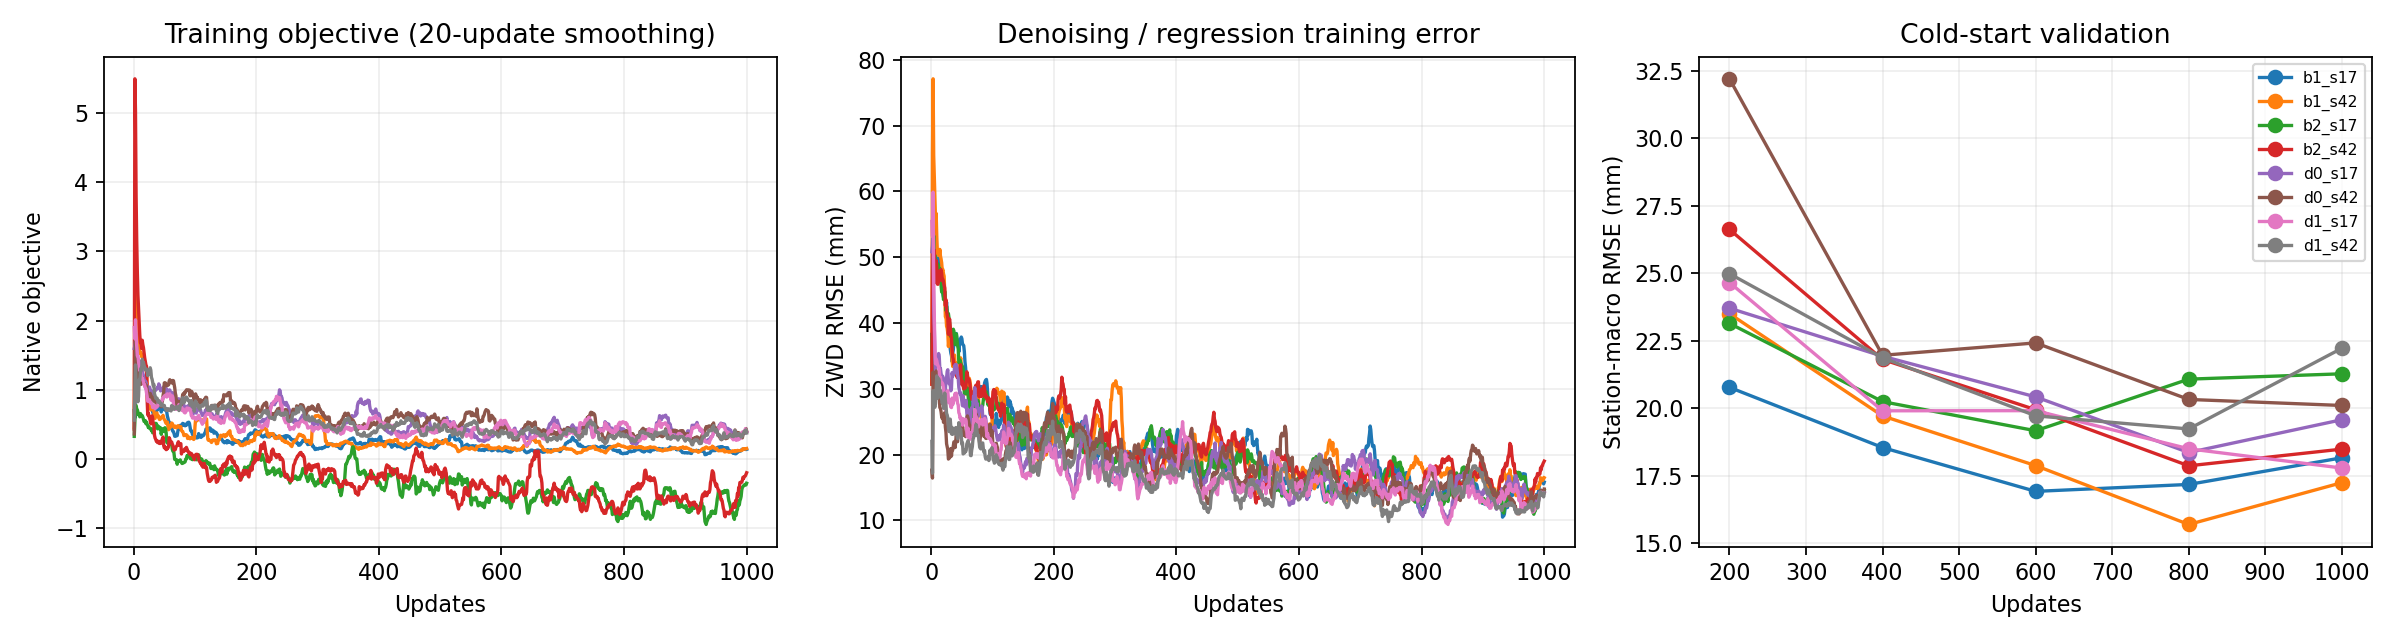 Training objective (20-update smoothing)
Native objective
5
4
3
2
1
0
−1
0 200 400 600 800 1000
Updates
Denoising / regression training error
ZWD RMSE (mm)
80
70
60
50
40
30
20
10
0 200 400 600 800 1000
Updates
Cold-start validation
Station-macro RMSE (mm)
32.5
30.0
27.5
25.0
22.5
20.0
17.5
15.0
200 300 400 500 600 700 800 900 1000
Updates
b1_s17
b1_s42
b2_s17
b2_s42
d0_s17
d0_s42
d1_s17
d1_s42